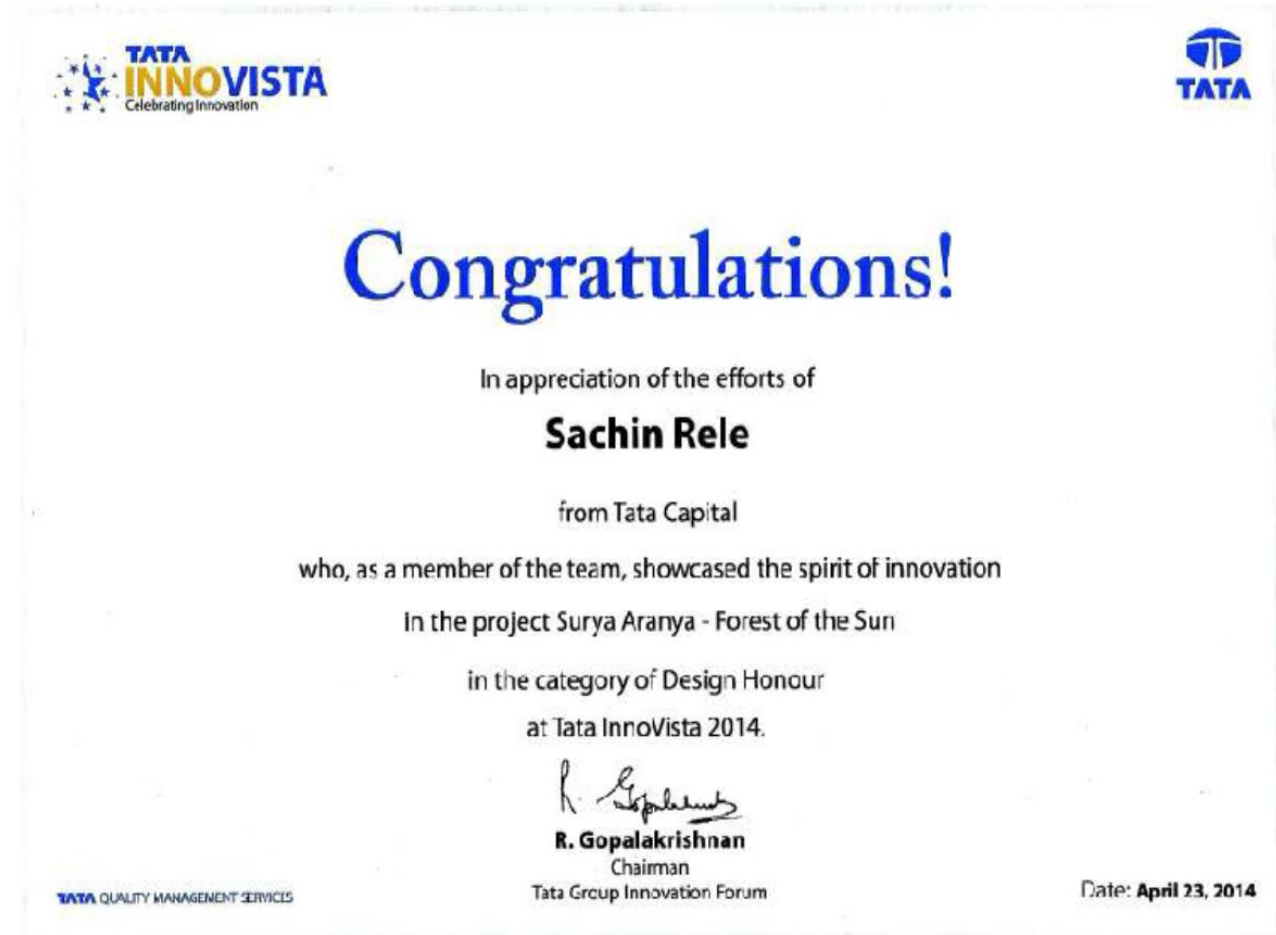 TATA
INNOVISTA
Celebrating Innovation
TATA
Congratulations!
In appreciation of the efforts of
Sachin Rele
from Tata Capital
who, as a member of the team, showcased the spirit of innovation
in the project Surya Aranya - Forest of the Sun
in the category of Design Honour
at Tata InnoVista 2014.
R. Gopalakrishnan
R. Gopalakrishnan
Chairman
Tata Group Innovation Forum
TATA QUALITY MANAGEMENT SERVICES
Date: April 23, 2014